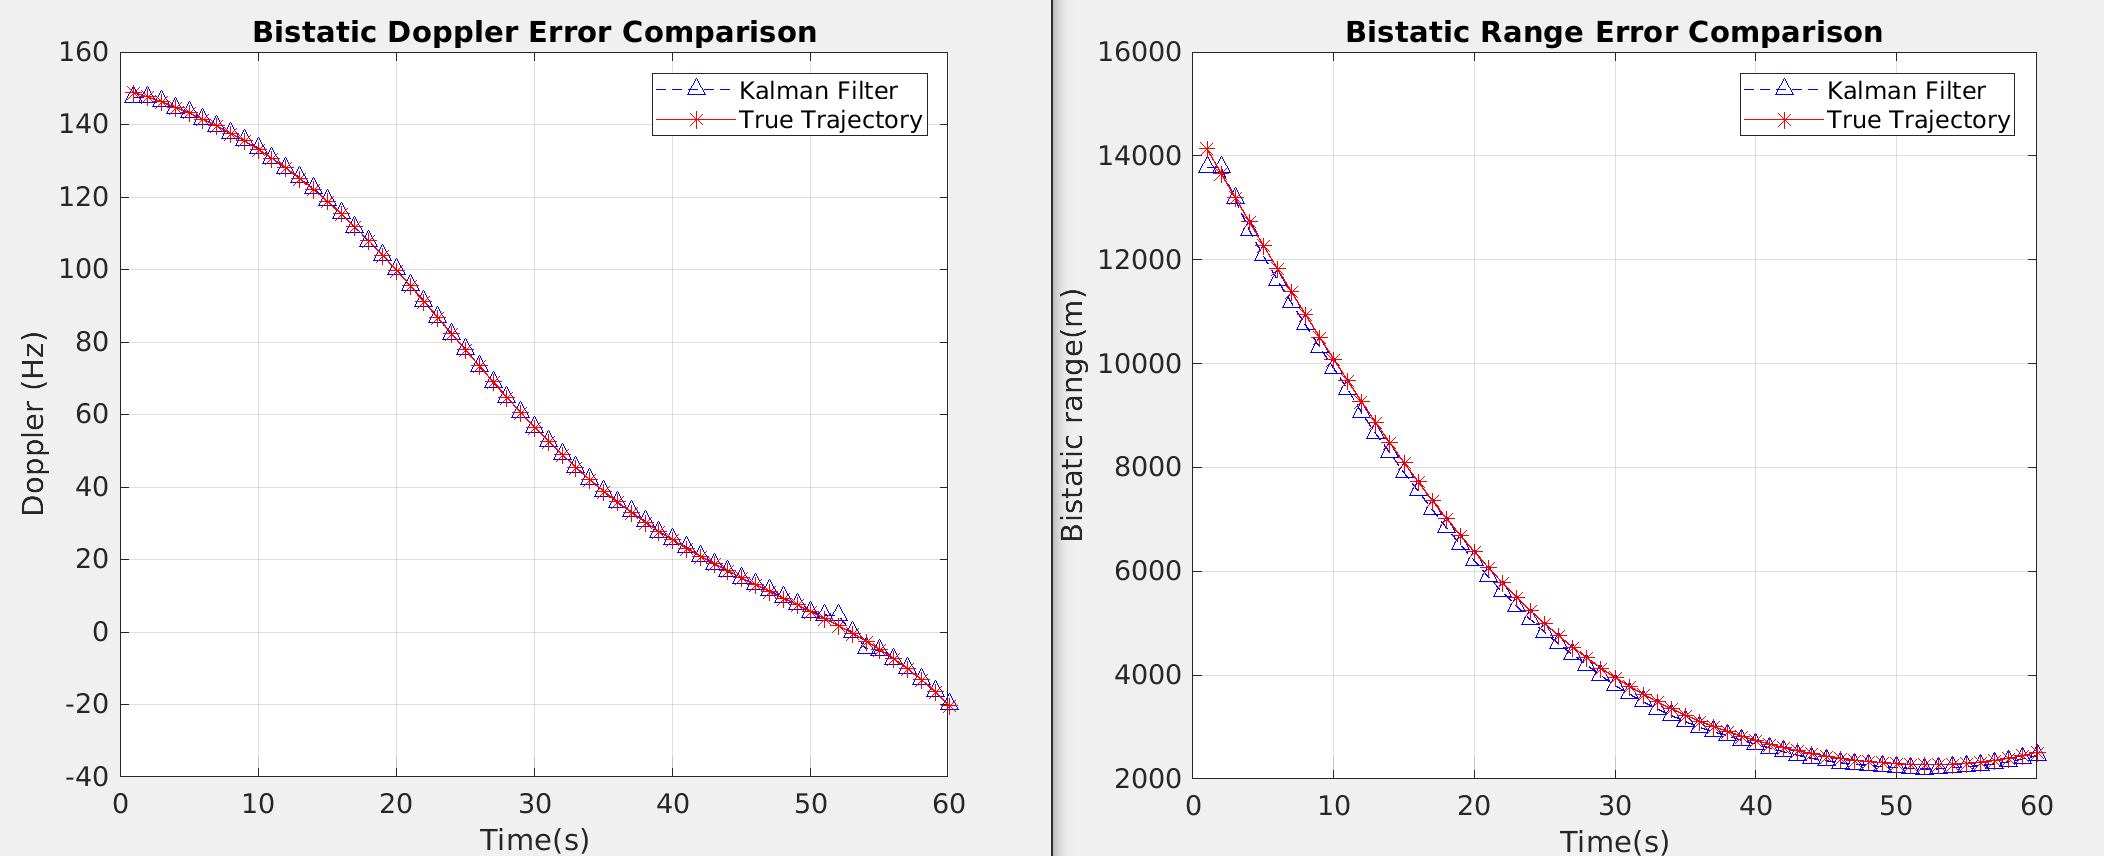 Bistatic Doppler Error Comparison
160
140
120
100
80
60
40
20
0
-20
-40
Doppler (Hz)
Kalman Filter
True Trajectory
0 10 20 30 40 50 60
Time(s)
Bistatic Range Error Comparison
16000
14000
12000
10000
8000
6000
4000
2000
Bistatic range(m)
Kalman Filter
True Trajectory
0 10 20 30 40 50 60
Time(s)